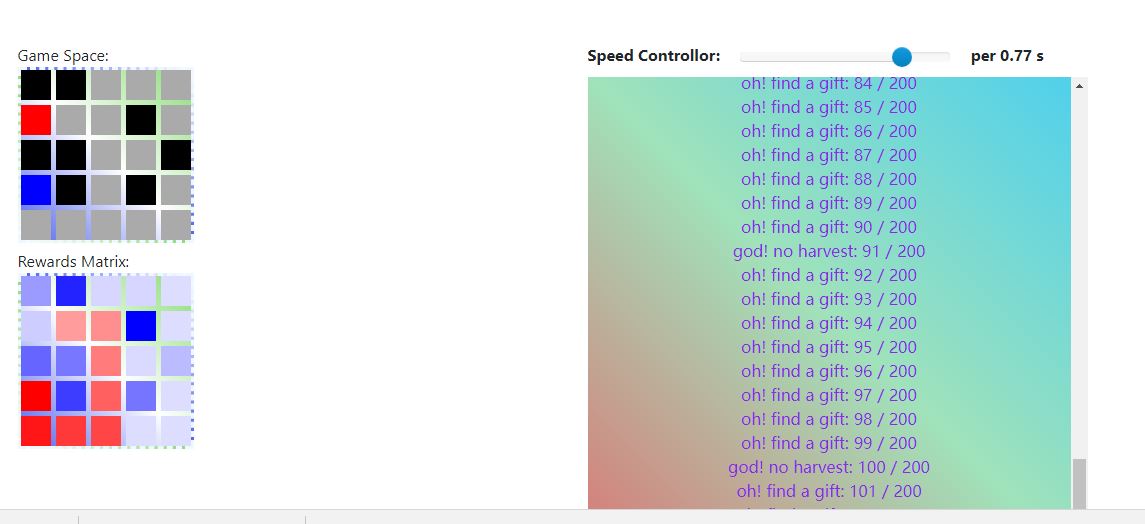 Game Space:
Speed Controllor:
per 0.77 s
oh! find a gift: 84 / 200
oh! find a gift: 85 / 200
oh! find a gift: 86 / 200
oh! find a gift: 87 / 200
oh! find a gift: 88 / 200
oh! find a gift: 89 / 200
oh! find a gift: 90 / 200
god! no harvest: 91 / 200
Rewards Matrix:
oh! find a gift: 92 / 200
oh! find a gift: 93 / 200
oh! find a gift: 94 / 200
oh! find a gift: 95 / 200
oh! find a gift: 96 / 200
oh! find a gift: 97 / 200
oh! find a gift: 98 / 200
oh! find a gift: 99 / 200
god! no harvest: 100 / 200
oh! find a gift: 101 / 200